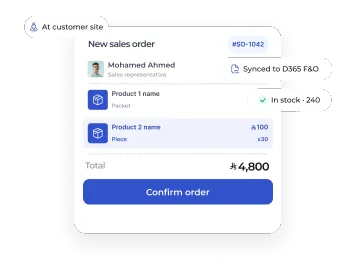 At customer site
New sales order
#SO-1042
Mohamed Ahmed
Sales representative
Synced to D365 F&O
Product 1 name
Packet
In stock · 240
Product 2 name
⃁100
Piece
x30
Total
⃁4,800
Confirm order